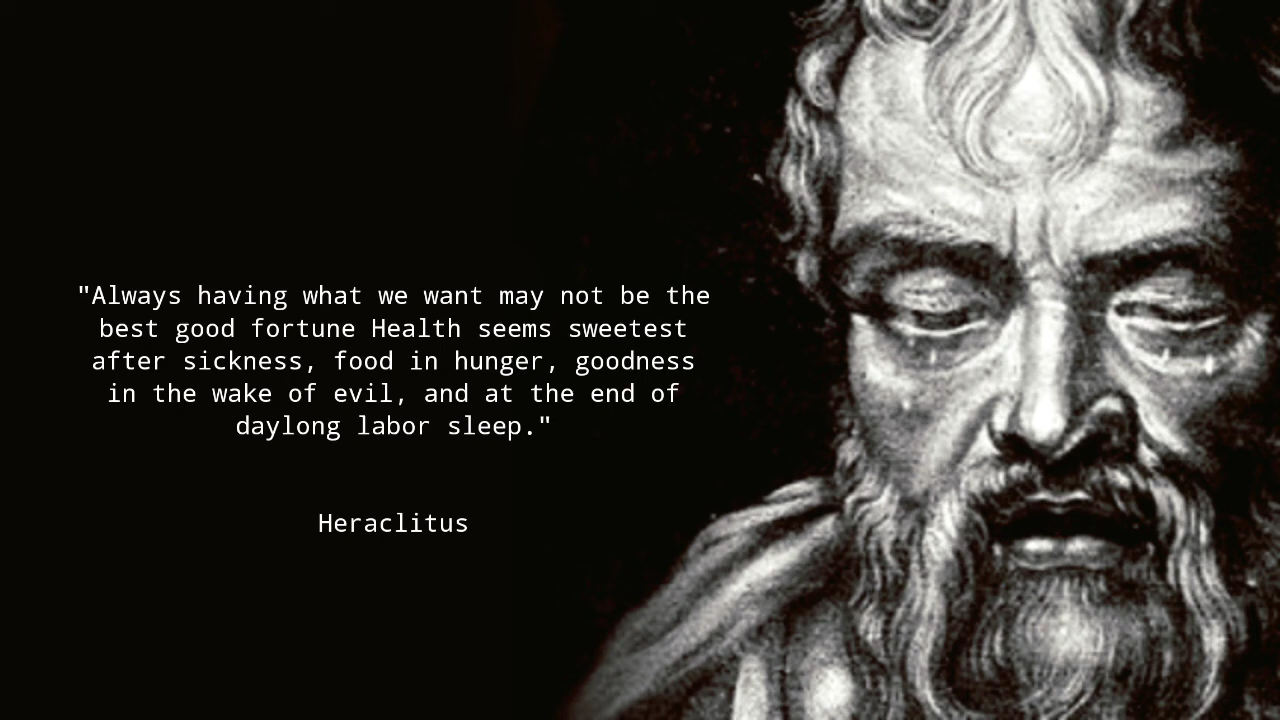 "Always having what we want may not be the
best good fortune Health seems sweetest
after sickness, food in hunger, goodness
in the wake of evil, and at the end of
daylong labor sleep."
Heraclitus